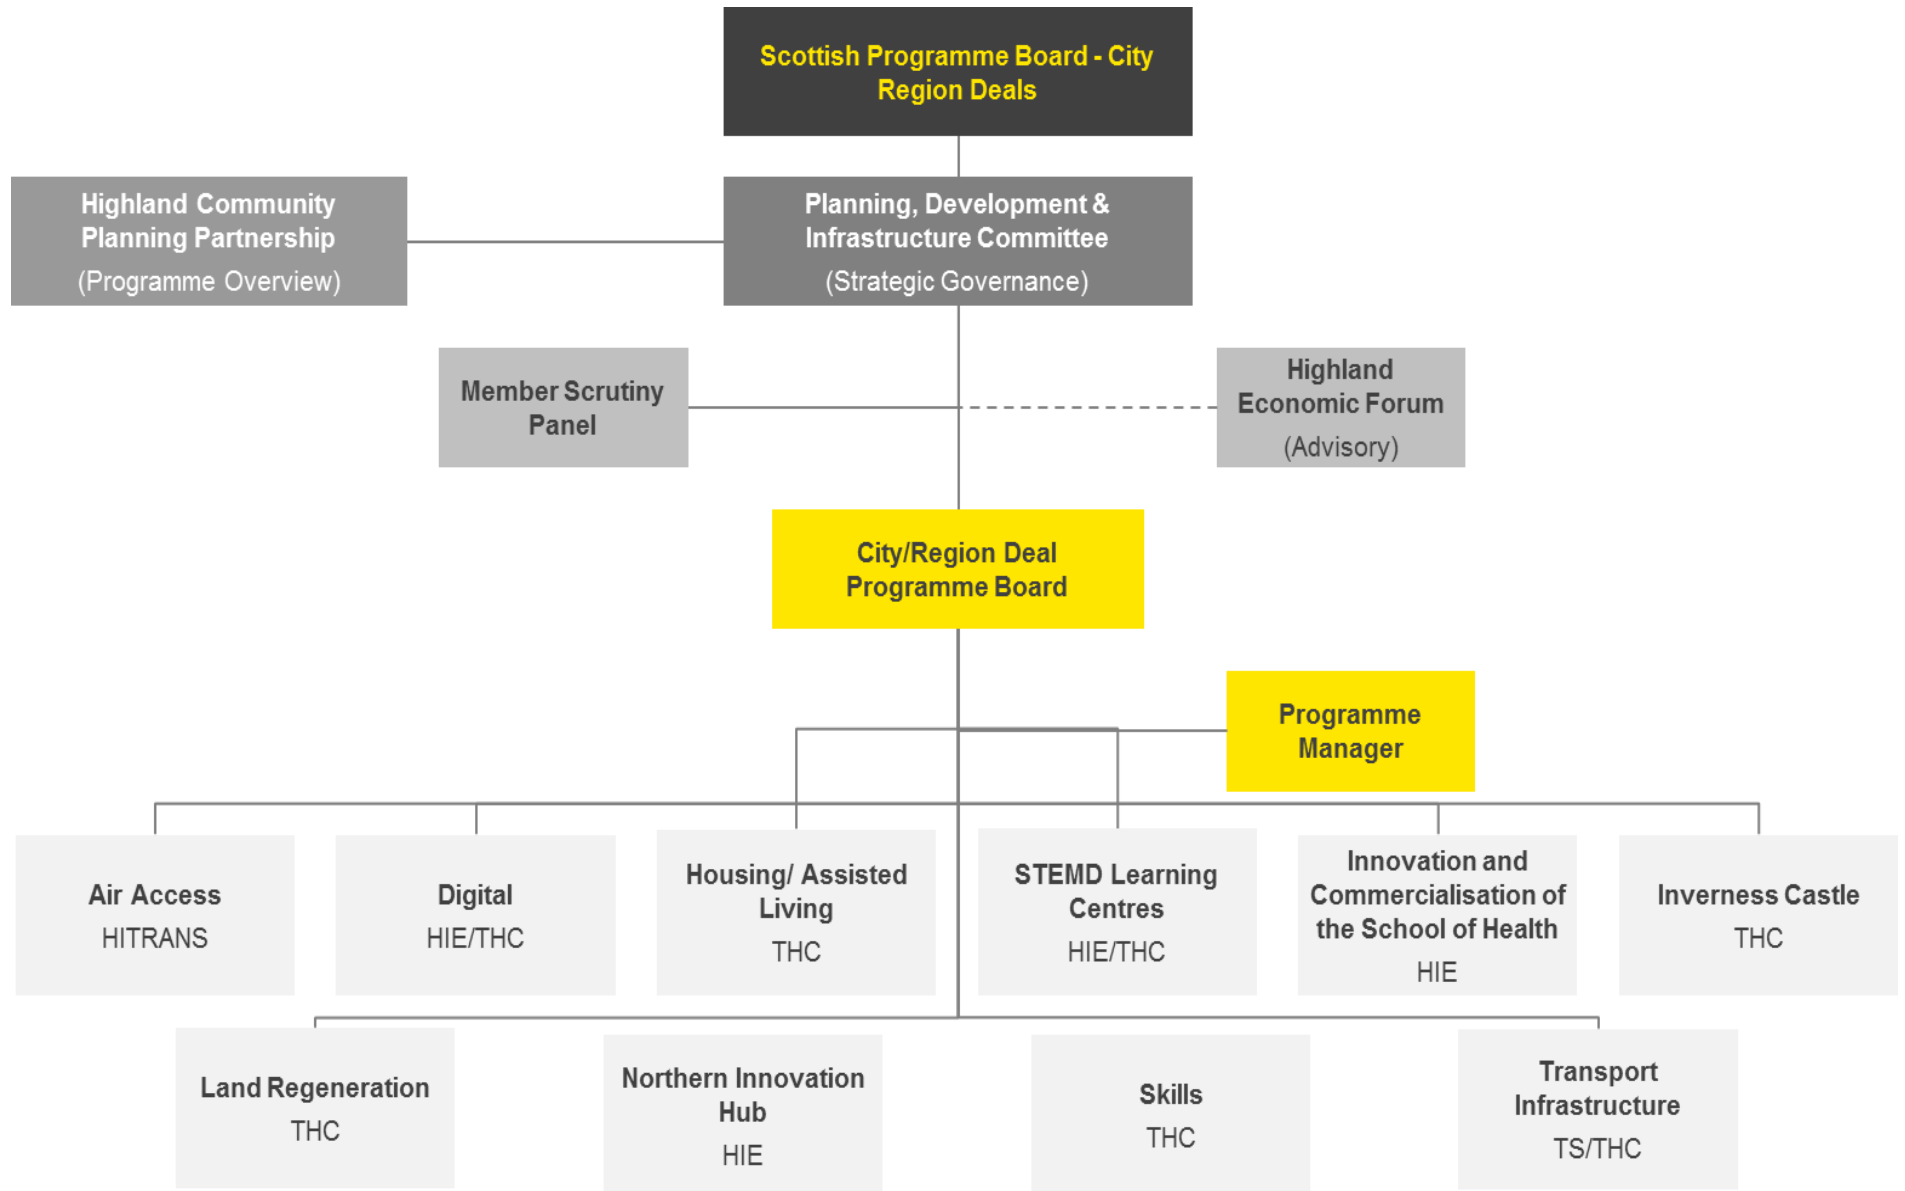 Scottish Programme Board - City
Region Deals
Highland Community
Planning Partnership
(Programme Overview)
Planning, Development &
Infrastructure Committee
(Strategic Governance)
Member Scrutiny
Panel
Highland
Economic Forum
(Advisory)
City/Region Deal
Programme Board
Programme
Manager
Air Access
HITRANS
Digital
HIE/THC
Housing/ Assisted
Living
THC
STEMD Learning
Centres
HIE/THC
Innovation and
Commercialisation of
the School of Health
HIE
Inverness Castle
THC
Land Regeneration
THC
Northern Innovation
Hub
HIE
Skills
THC
Transport
Infrastructure
TS/THC